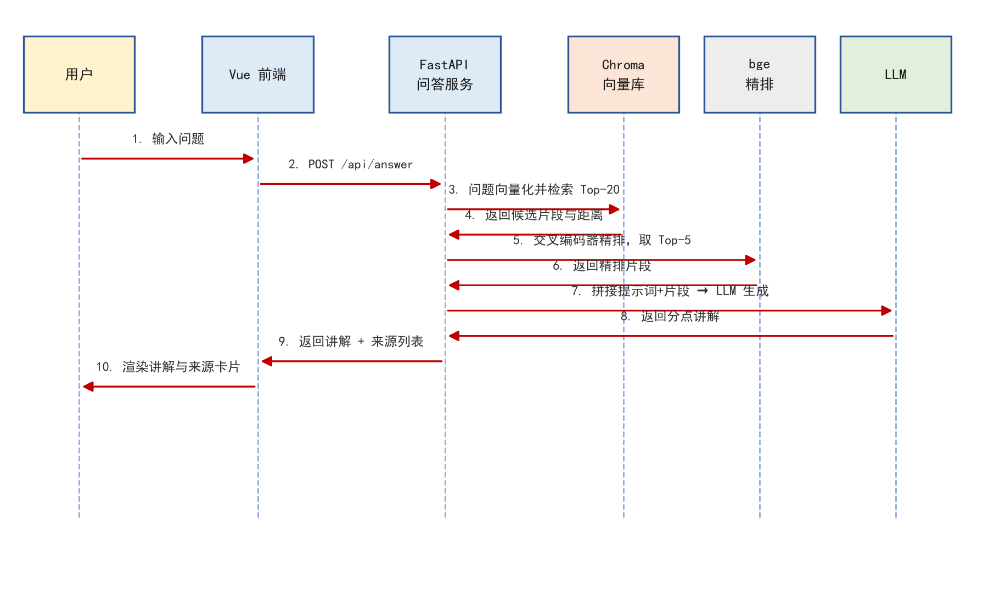 用户
Vue 前端
FastAPI
问答服务
Chroma
向量库
bge
精排
LLM
1. 输入问题
2. POST /api/answer
3. 问题向量化并检索 Top-20
4. 返回候选片段与距离
5. 交叉编码器精排，取 Top-5
6. 返回精排片段
7. 拼接提示词+片段 → LLM 生成
8. 返回分点讲解
9. 返回讲解 + 来源列表
10. 渲染讲解与来源卡片